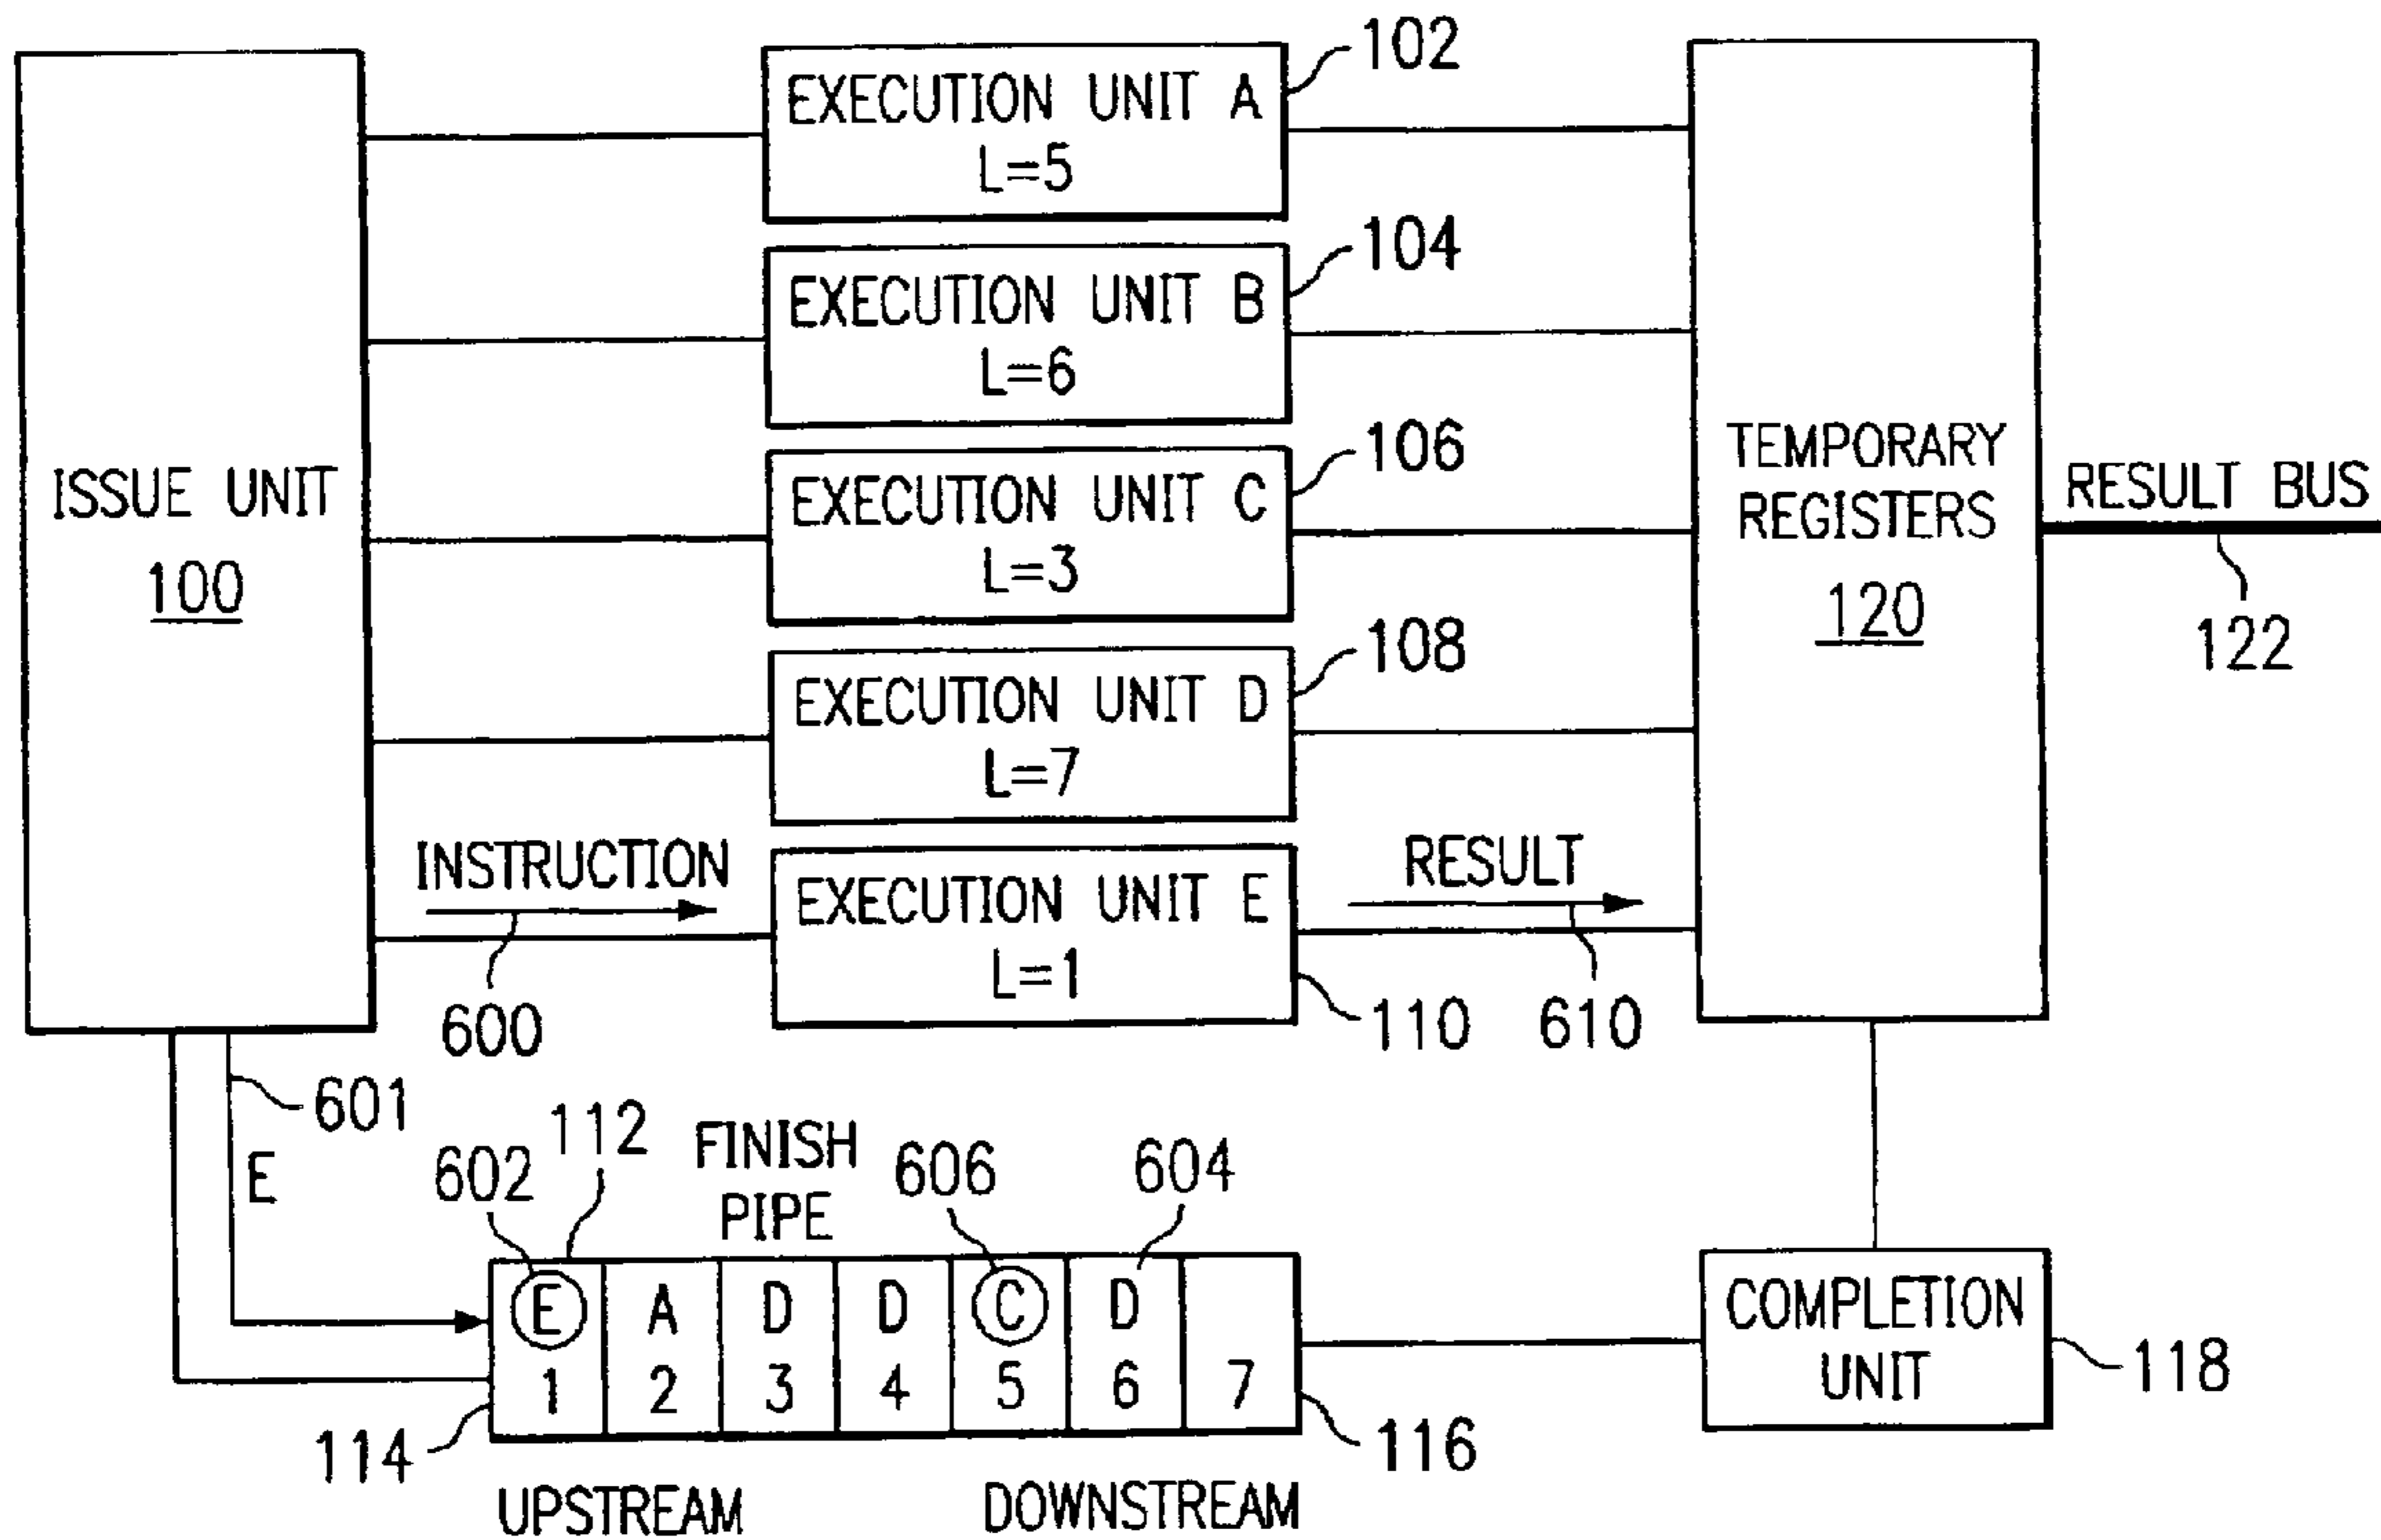 ISSUE UNIT
100
EXECUTION UNIT A
L=5
102
EXECUTION UNIT B
L=6
104
EXECUTION UNIT C
L=3
106
EXECUTION UNIT D
L=7
108
INSTRUCTION
600
EXECUTION UNIT E
L=1
110
RESULT
610
TEMPORARY
REGISTERS
120
RESULT BUS
122
601
E
602
112
FINISH
PIPE
606
604
E A D D C D
1 2 3 4 5 6 7
114
116
UPSTREAM
DOWNSTREAM
COMPLETION
UNIT
118